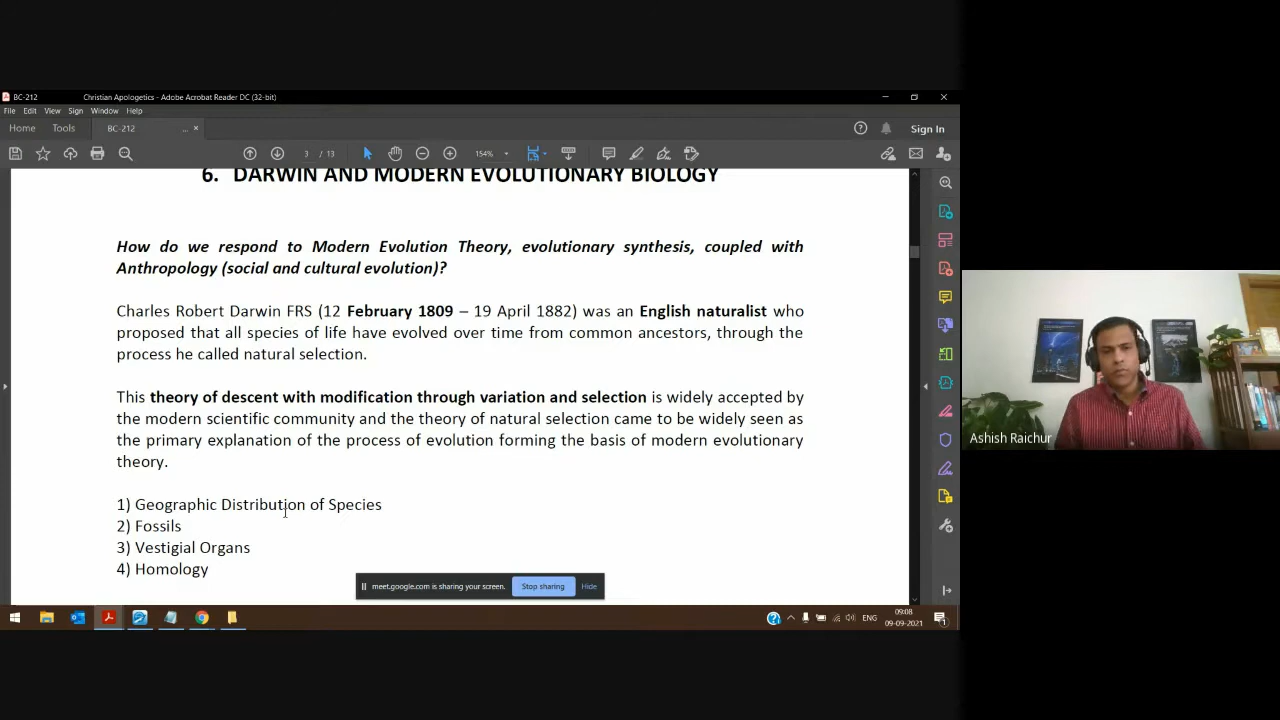 BC-212 Christian Apologetics - Adobe Acrobat Reader DC (32-bit)
File Edit View Sign Window Help
Home Tools BC-212 ... × Sign In
3 / 13 154%
6. DARWIN AND MODERN EVOLUTIONARY BIOLOGY
How do we respond to Modern Evolution Theory, evolutionary synthesis, coupled with
Anthropology (social and cultural evolution)?
Charles Robert Darwin FRS (12 February 1809 – 19 April 1882) was an English naturalist who
proposed that all species of life have evolved over time from common ancestors, through the
process he called natural selection.
This theory of descent with modification through variation and selection is widely accepted by
the modern scientific community and the theory of natural selection came to be widely seen as
the primary explanation of the process of evolution forming the basis of modern evolutionary
theory.
1) Geographic Distribution of Species
2) Fossils
3) Vestigial Organs
4) Homology
meet.google.com is sharing your screen. Stop sharing Hide
ENG 09:08
09-09-2021
Ashish Raichur